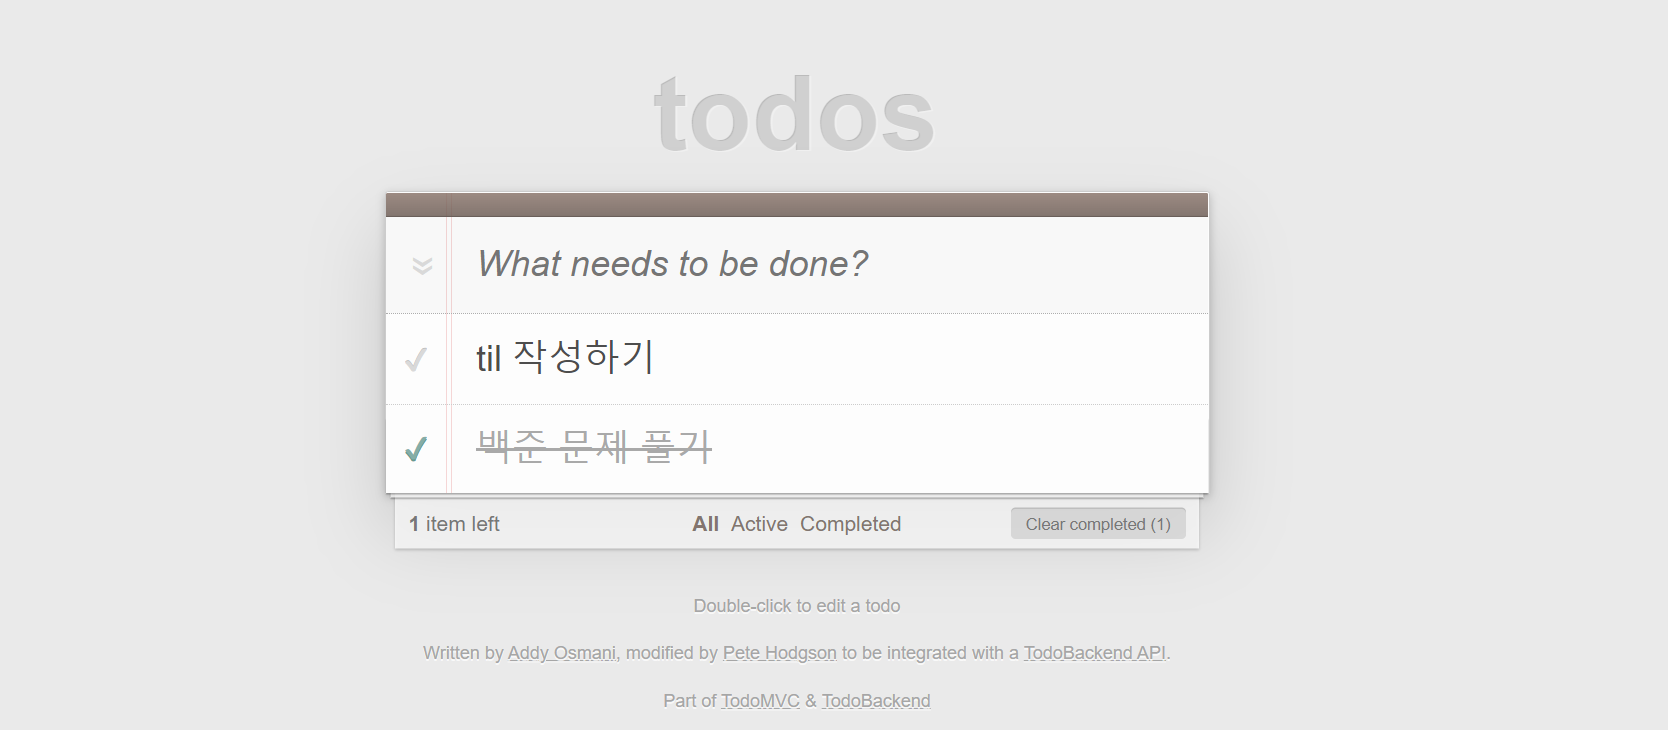 todos
What needs to be done?
til 작성하기
백준 문제 풀기
1 item left All Active Completed Clear completed (1)
Double-click to edit a todo
Written by Addy Osmani, modified by Pete Hodgson to be integrated with a TodoBackend API.
Part of TodoMVC & TodoBackend